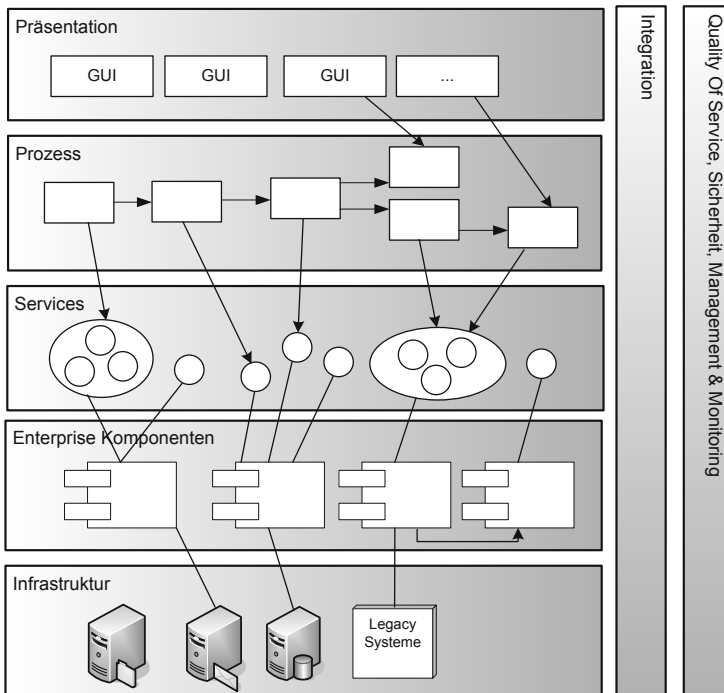 Präsentation
GUI
GUI
GUI
...
Prozess
Services
Enterprise Komponenten
Infrastruktur
Legacy
Systeme
Integration
Quality Of Service, Sicherheit, Management & Monitoring